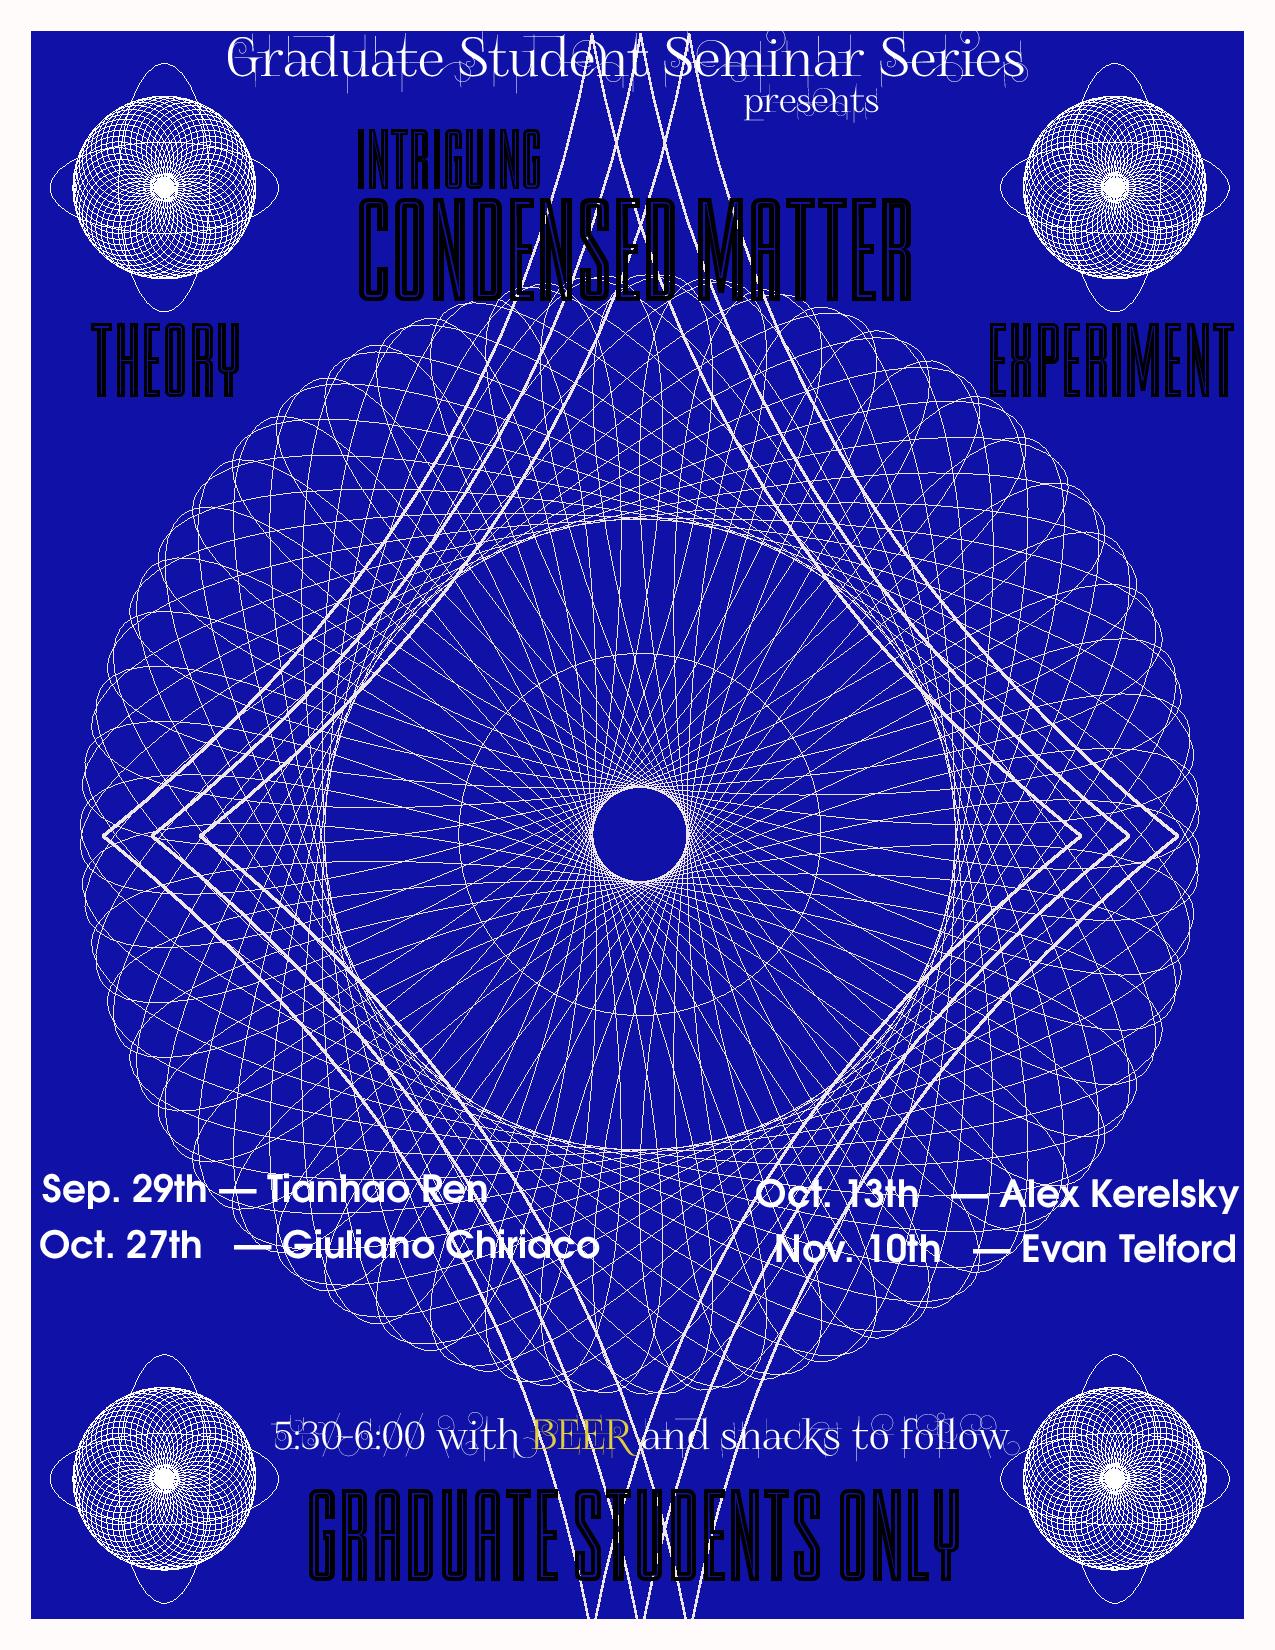 Graduate Student Seminar Series
presents
INTRIGUING
CONDENSED MATTER
THEORY
EXPERIMENT
Sep. 29th — Tianhao Ren
Oct. 27th — Giuliano Chiriaco
Oct. 13th — Alex Kerelsky
Nov. 10th — Evan Telford
5:30-6:00 with BEER and snacks to follow
GRADUATE STUDENTS ONLY